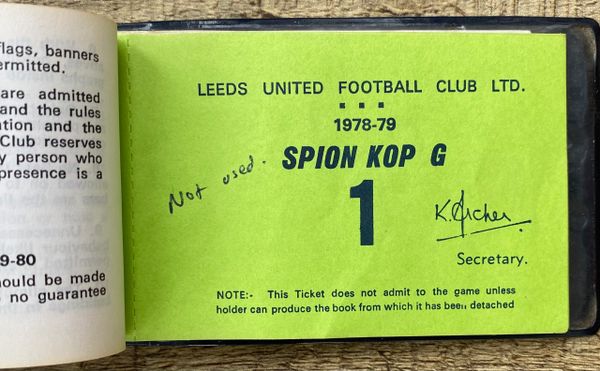 flags, banners
ermitted.
are admitted
and the rules
ation and the
Club reserves
y person who
presence is a
9-80
ould be made
no guarantee
LEEDS UNITED FOOTBALL CLUB LTD.
1978-79
Not used.
SPION KOP G
1
K. Archer
Secretary.
NOTE:- This Ticket does not admit to the game unless
holder can produce the book from which it has been detached